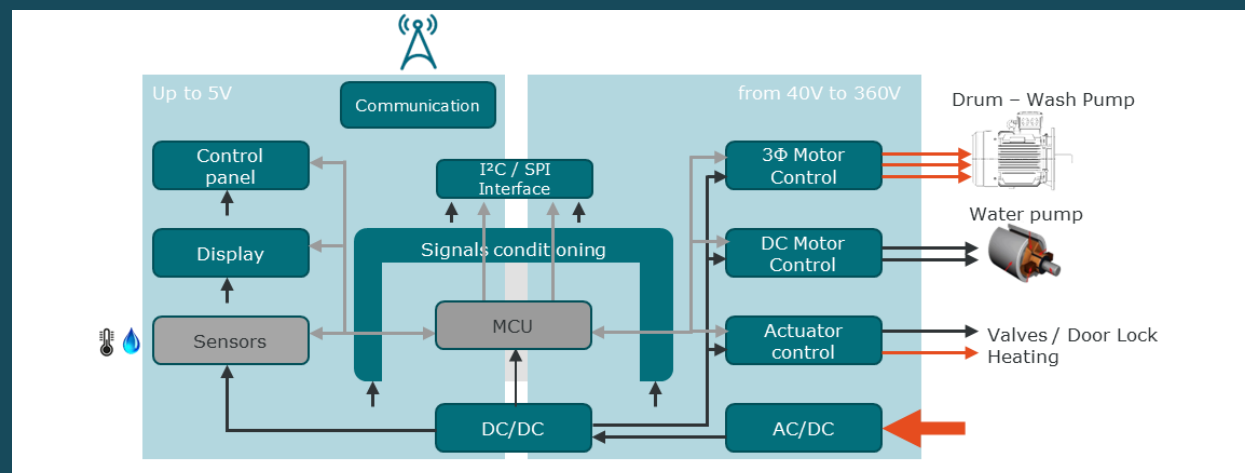 Up to 5V
Communication
from 40V to 360V
Drum – Wash Pump
Control
panel
I²C / SPI
Interface
3Φ Motor
Control
Water pump
Display
Signals conditioning
DC Motor
Control
Sensors
MCU
Actuator
control
Valves / Door Lock
Heating
DC/DC
AC/DC